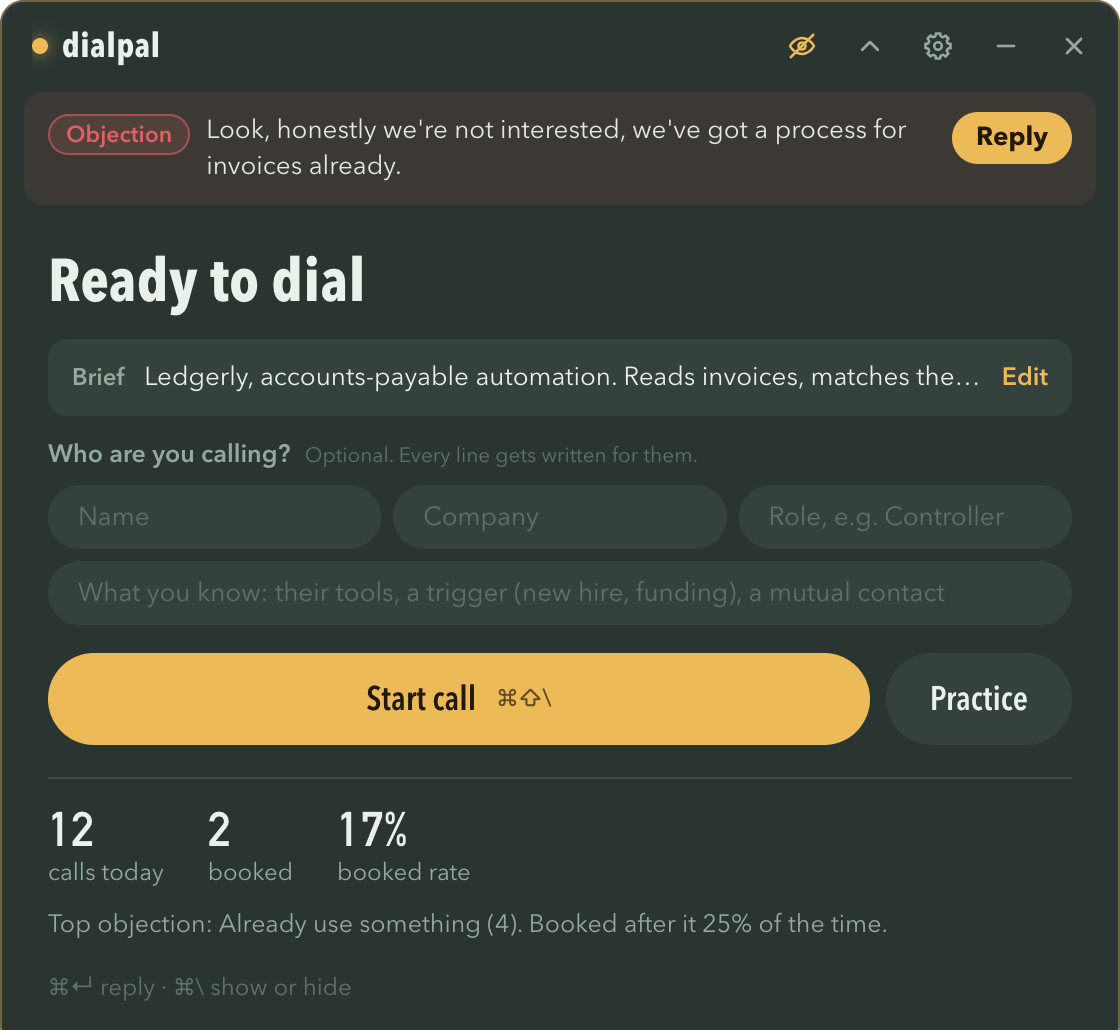 dialpal
Objection
Look, honestly we're not interested, we've got a process for
invoices already.
Reply
Ready to dial
Brief Ledgerly, accounts-payable automation. Reads invoices, matches the… Edit
Who are you calling? Optional. Every line gets written for them.
Name Company Role, e.g. Controller
What you know: their tools, a trigger (new hire, funding), a mutual contact
Start call ⌘⇧\ Practice
12 2 17%
calls today booked booked rate
Top objection: Already use something (4). Booked after it 25% of the time.
⌘↵ reply · ⌘\ show or hide